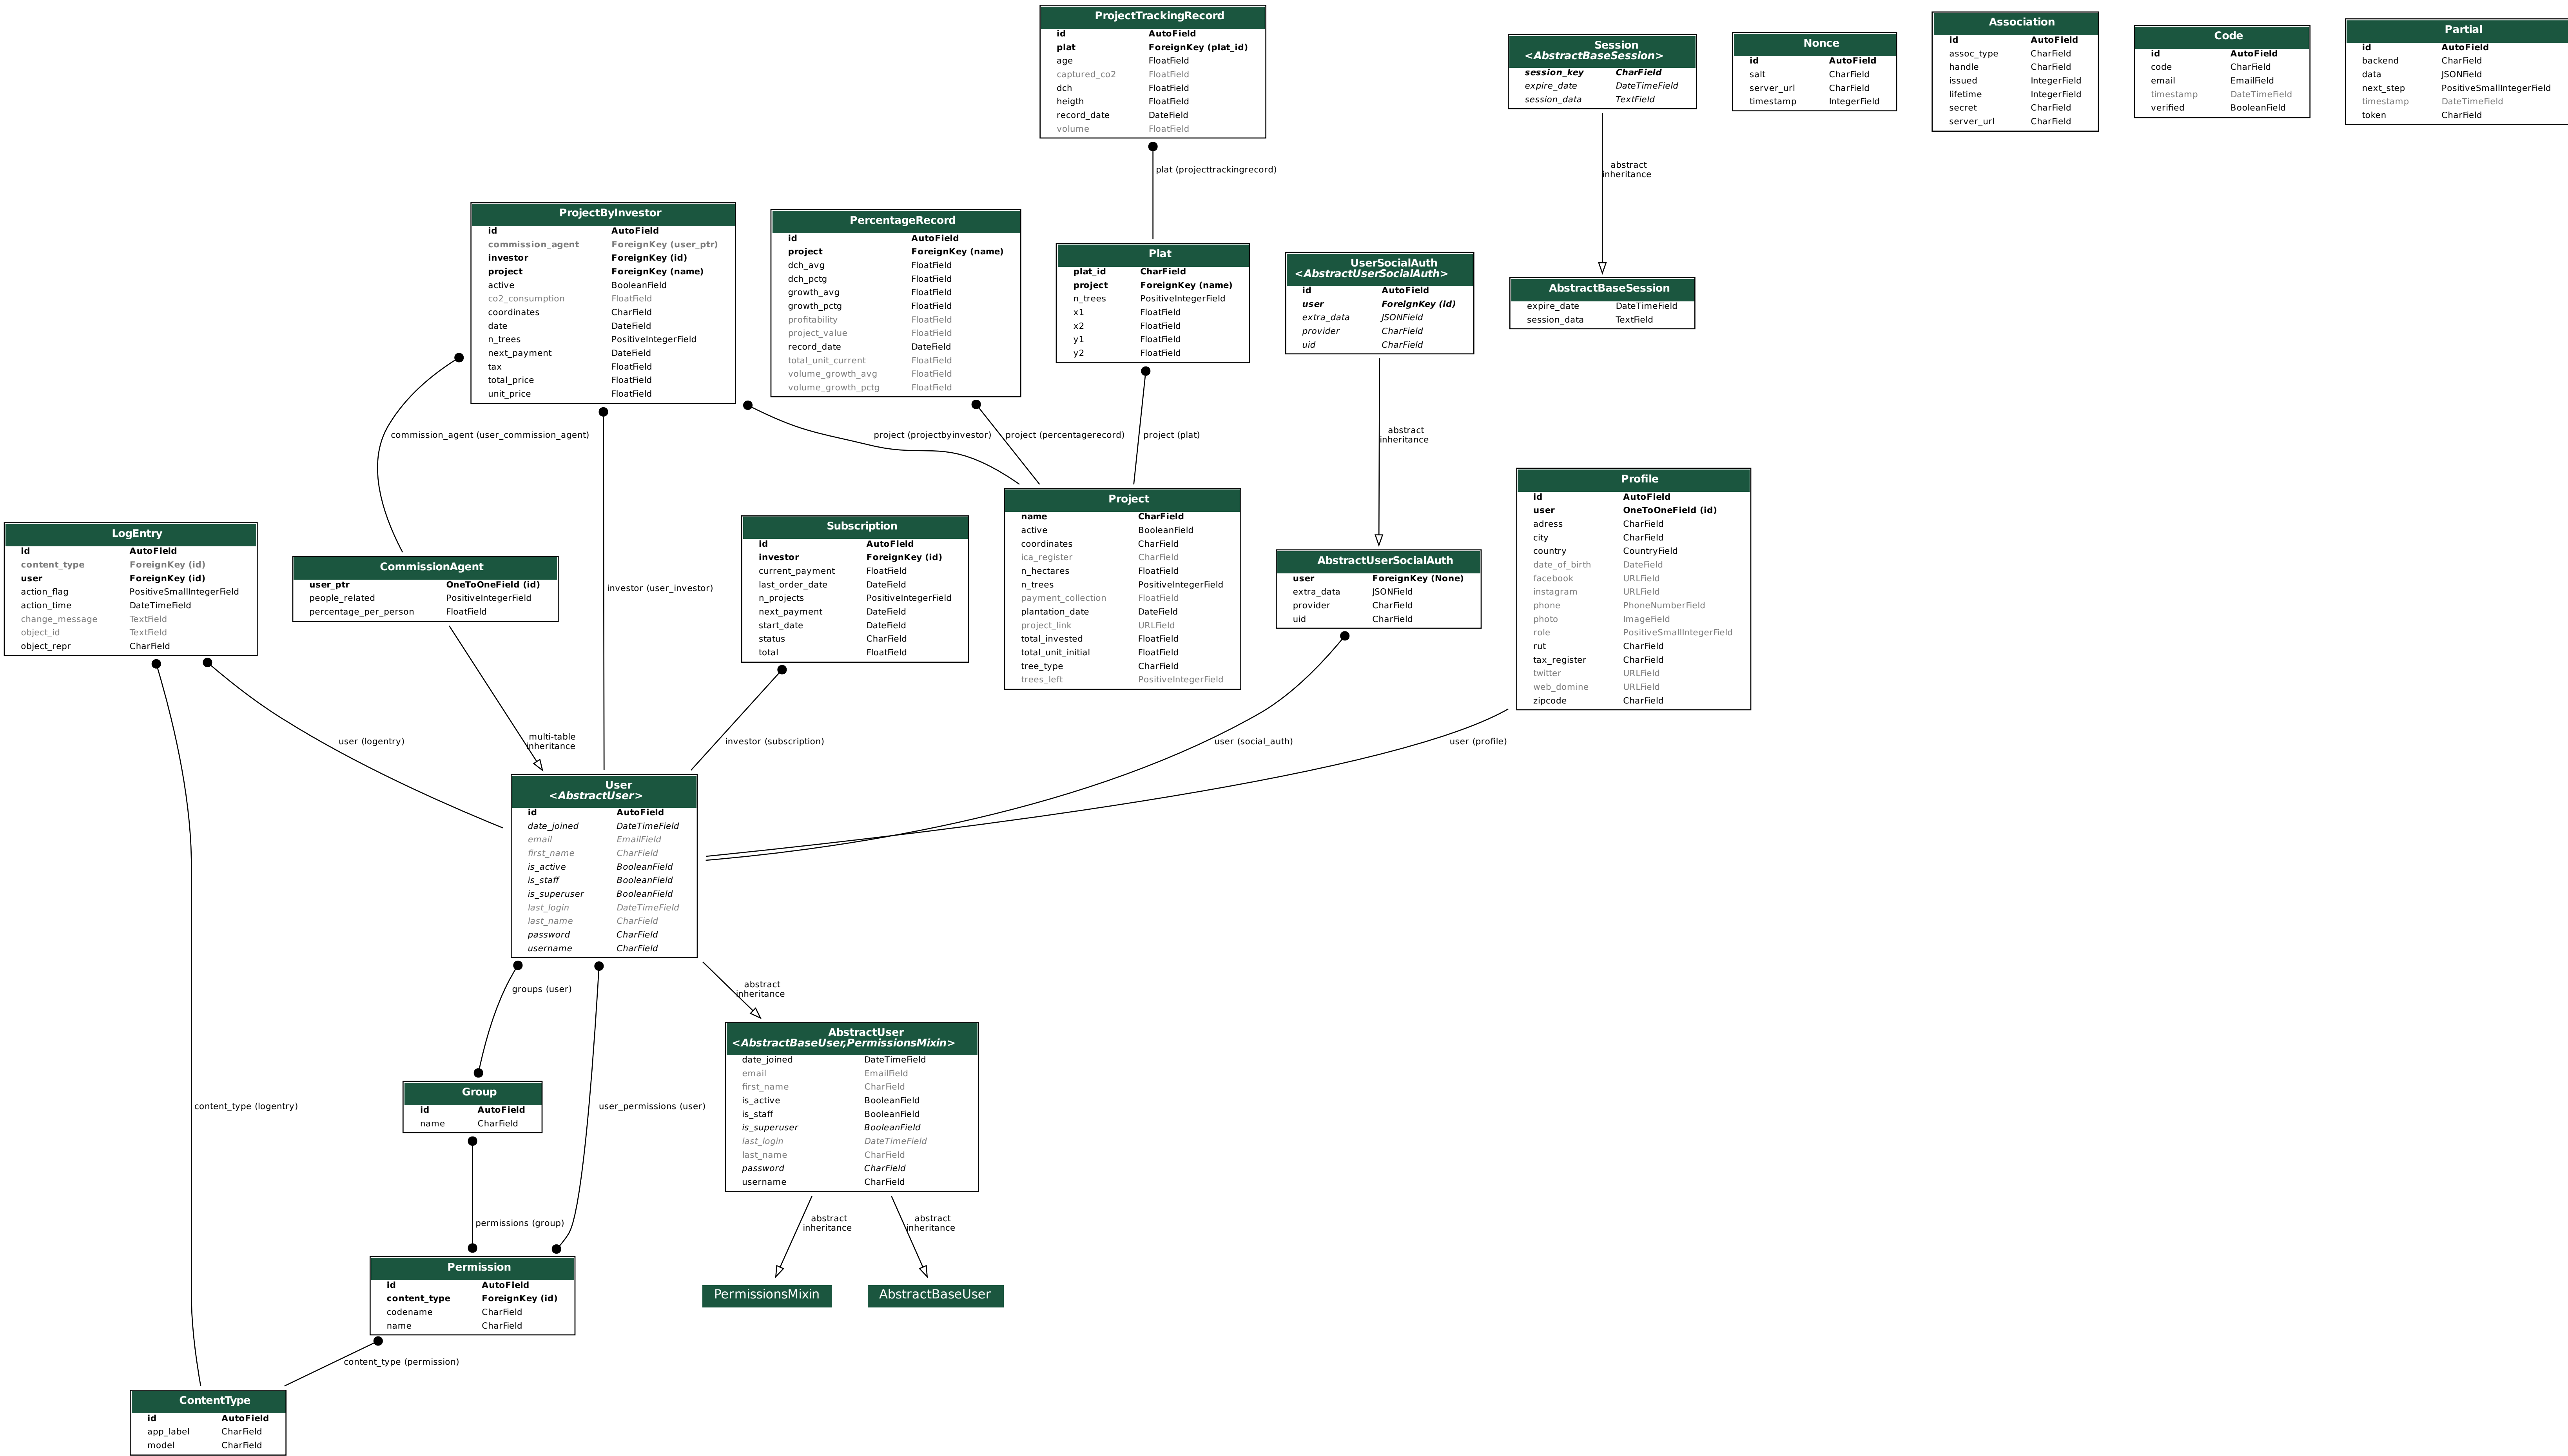 ProjectTrackingRecord
id AutoField
plat ForeignKey (plat_id)
age FloatField
captured_co2 FloatField
dch FloatField
heigth FloatField
record_date DateField
volume FloatField
Session
<AbstractBaseSession>
session_key CharField
expire_date DateTimeField
session_data TextField
Nonce
id AutoField
salt CharField
server_url CharField
timestamp IntegerField
Association
id AutoField
assoc_type CharField
handle CharField
issued IntegerField
lifetime IntegerField
secret CharField
server_url CharField
Code
id AutoField
code CharField
email EmailField
timestamp DateTimeField
verified BooleanField
Partial
id AutoField
backend CharField
data JSONField
next_step PositiveSmallIntegerField
timestamp DateTimeField
token CharField
plat (projecttrackingrecord)
abstract
inheritance
ProjectByInvestor
id AutoField
commission_agent ForeignKey (user_ptr)
investor ForeignKey (id)
project ForeignKey (name)
active BooleanField
co2_consumption FloatField
coordinates CharField
date DateField
n_trees PositiveIntegerField
next_payment DateField
tax FloatField
total_price FloatField
unit_price FloatField
PercentageRecord
id AutoField
project ForeignKey (name)
dch_avg FloatField
dch_pctg FloatField
growth_avg FloatField
growth_pctg FloatField
profitability FloatField
project_value FloatField
record_date DateField
total_unit_current FloatField
volume_growth_avg FloatField
volume_growth_pctg FloatField
Plat
plat_id CharField
project ForeignKey (name)
n_trees PositiveIntegerField
x1 FloatField
x2 FloatField
y1 FloatField
y2 FloatField
UserSocialAuth
<AbstractUserSocialAuth>
id AutoField
user ForeignKey (id)
extra_data JSONField
provider CharField
uid CharField
AbstractBaseSession
expire_date DateTimeField
session_data TextField
commission_agent (user_commission_agent)
project (projectbyinvestor)
project (percentagerecord)
project (plat)
abstract
inheritance
LogEntry
id AutoField
content_type ForeignKey (id)
user ForeignKey (id)
action_flag PositiveSmallIntegerField
action_time DateTimeField
change_message TextField
object_id TextField
object_repr CharField
CommissionAgent
user_ptr OneToOneField (id)
people_related PositiveIntegerField
percentage_per_person FloatField
investor (user_investor)
Subscription
id AutoField
investor ForeignKey (id)
current_payment FloatField
last_order_date DateField
n_projects PositiveIntegerField
next_payment DateField
start_date DateField
status CharField
total FloatField
Project
name CharField
active BooleanField
coordinates CharField
ica_register CharField
n_hectares FloatField
n_trees PositiveIntegerField
payment_collection FloatField
plantation_date DateField
project_link URLField
total_invested FloatField
total_unit_initial FloatField
tree_type CharField
trees_left PositiveIntegerField
AbstractUserSocialAuth
user ForeignKey (None)
extra_data JSONField
provider CharField
uid CharField
Profile
id AutoField
user OneToOneField (id)
adress CharField
city CharField
country CountryField
date_of_birth DateField
facebook URLField
instagram URLField
phone PhoneNumberField
photo ImageField
role PositiveSmallIntegerField
rut CharField
tax_register CharField
twitter URLField
web_domine URLField
zipcode CharField
user (logentry)
multi-table
inheritance
investor (subscription)
user (social_auth)
user (profile)
User
<AbstractUser>
id AutoField
date_joined DateTimeField
email EmailField
first_name CharField
is_active BooleanField
is_staff BooleanField
is_superuser BooleanField
last_login DateTimeField
last_name CharField
password CharField
username CharField
groups (user)
abstract
inheritance
AbstractUser
<AbstractBaseUser,PermissionsMixin>
date_joined DateTimeField
email EmailField
first_name CharField
is_active BooleanField
is_staff BooleanField
is_superuser BooleanField
last_login DateTimeField
last_name CharField
password CharField
username CharField
Group
id AutoField
name CharField
content_type (logentry)
user_permissions (user)
permissions (group)
abstract
inheritance
abstract
inheritance
Permission
id AutoField
content_type ForeignKey (id)
codename CharField
name CharField
PermissionsMixin
AbstractBaseUser
content_type (permission)
ContentType
id AutoField
app_label CharField
model CharField